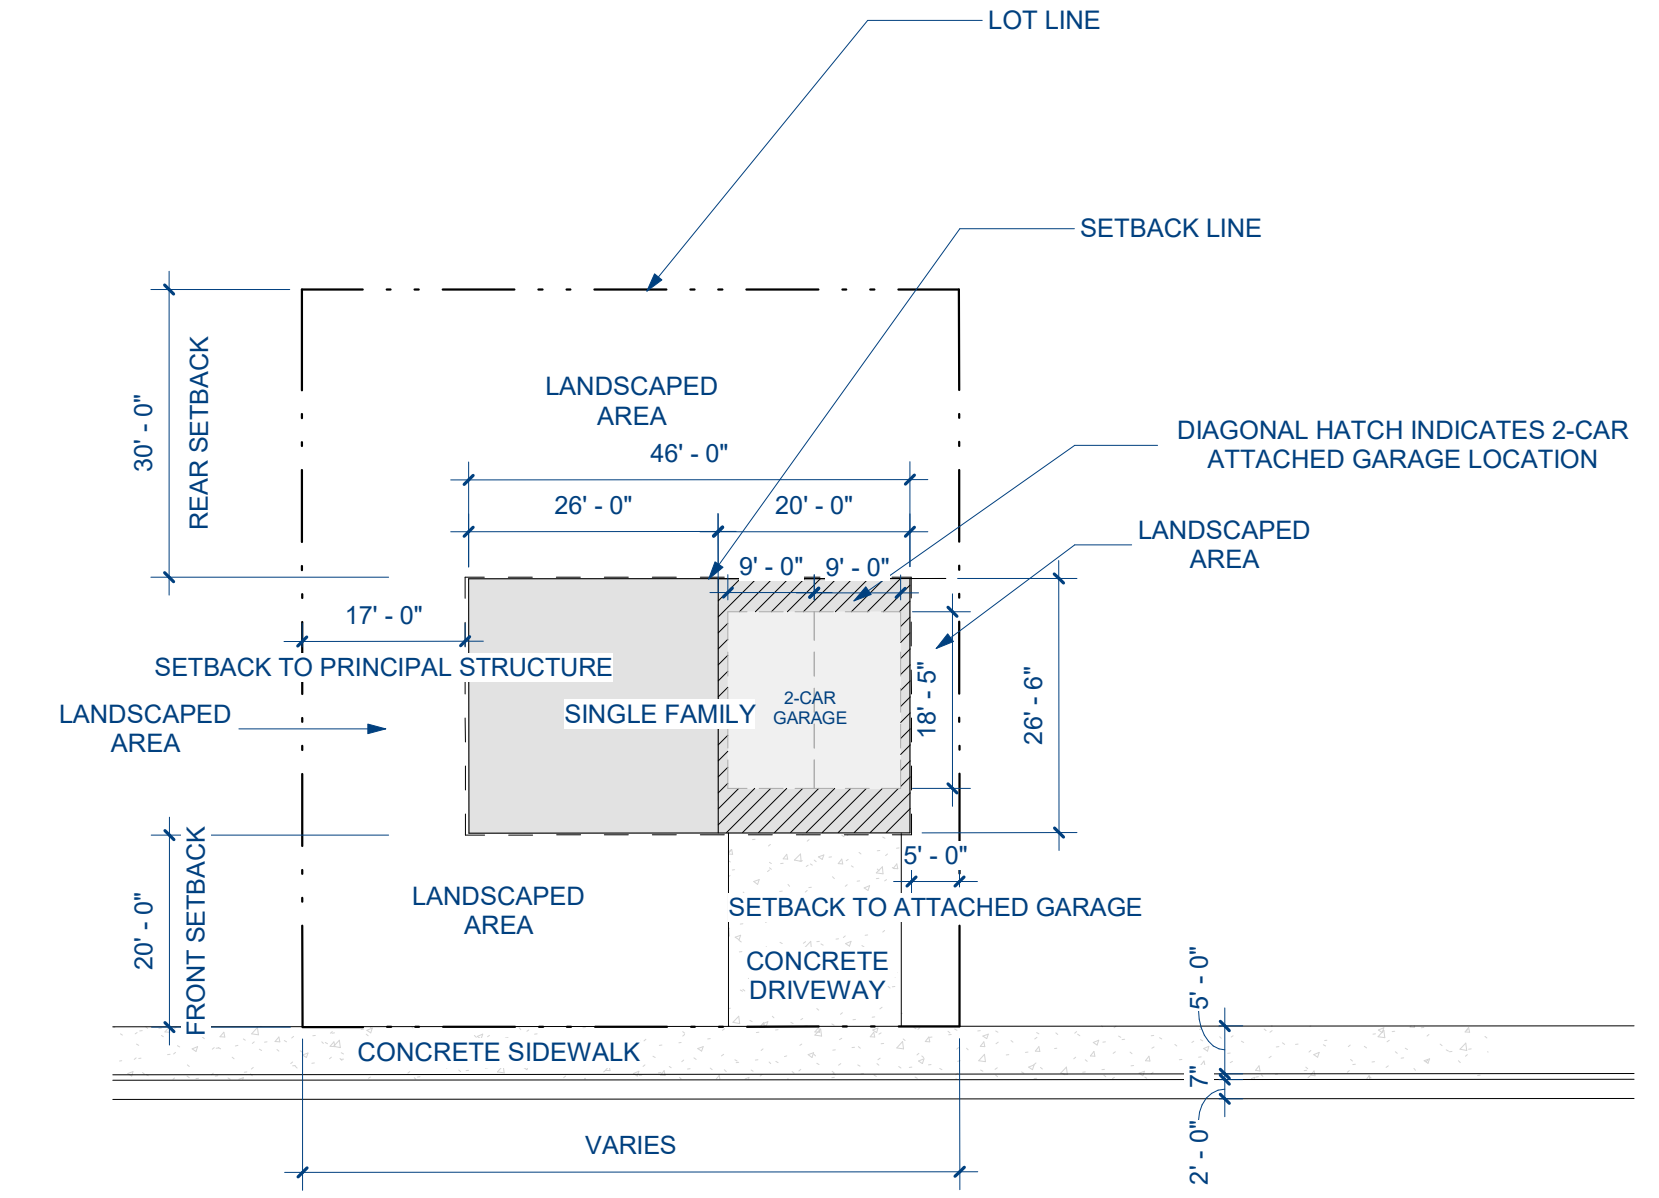 LOT LINE
SETBACK LINE
LANDSCAPED
AREA
30' - 0"
REAR SETBACK
46' - 0"
26' - 0"
20' - 0"
DIAGONAL HATCH INDICATES 2-CAR
ATTACHED GARAGE LOCATION
LANDSCAPED
AREA
9' - 0"
9' - 0"
17' - 0"
SETBACK TO PRINCIPAL STRUCTURE
LANDSCAPED
AREA
SINGLE FAMILY
2-CAR
GARAGE
18' - 5"
26' - 6"
5' - 0"
SETBACK TO ATTACHED GARAGE
20' - 0"
FRONT SETBACK
LANDSCAPED
AREA
CONCRETE
DRIVEWAY
5' - 0"
CONCRETE SIDEWALK
7"
2' - 0"
VARIES